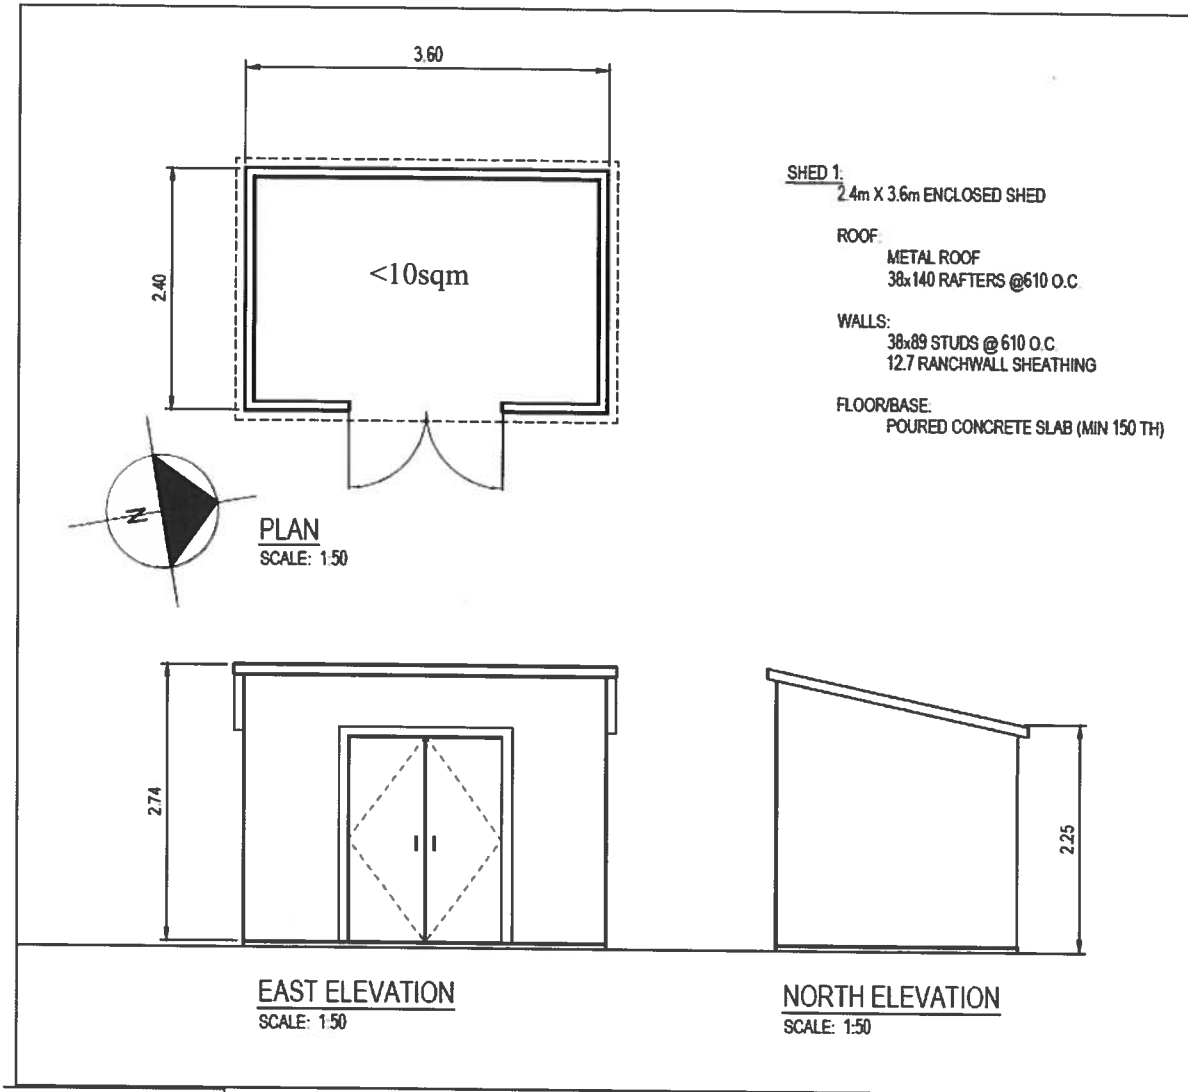 3.60
SHED 1:
2.4m X 3.6m ENCLOSED SHED
ROOF:
METAL ROOF
38x140 RAFTERS @610 O.C.
2.40
<10sqm
WALLS:
38x89 STUDS @ 610 O.C.
12.7 RANCHWALL SHEATHING
FLOOR/BASE:
POURED CONCRETE SLAB (MIN 150 TH)
N
PLAN
SCALE: 1:50
2.74
2.25
EAST ELEVATION
SCALE: 1:50
NORTH ELEVATION
SCALE: 1:50